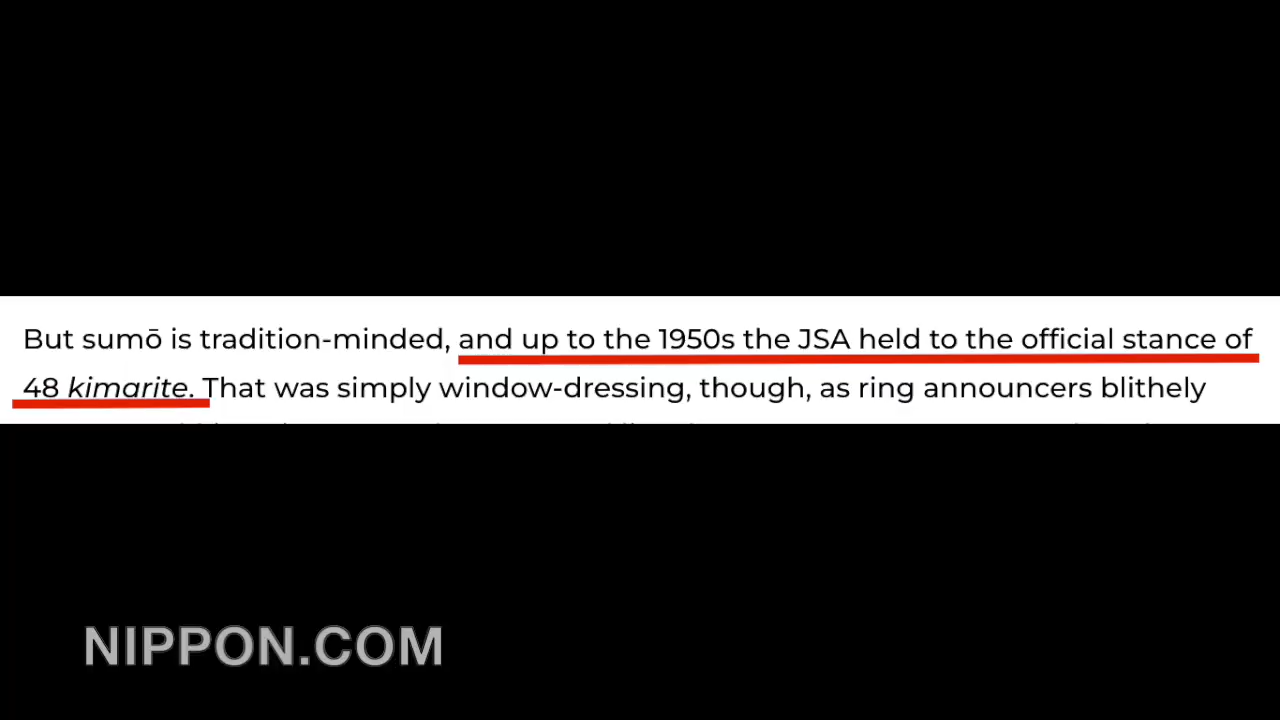 But sumō is tradition-minded, and up to the 1950s the JSA held to the official stance of
48 kimarite. That was simply window-dressing, though, as ring announcers blithely
NIPPON.COM